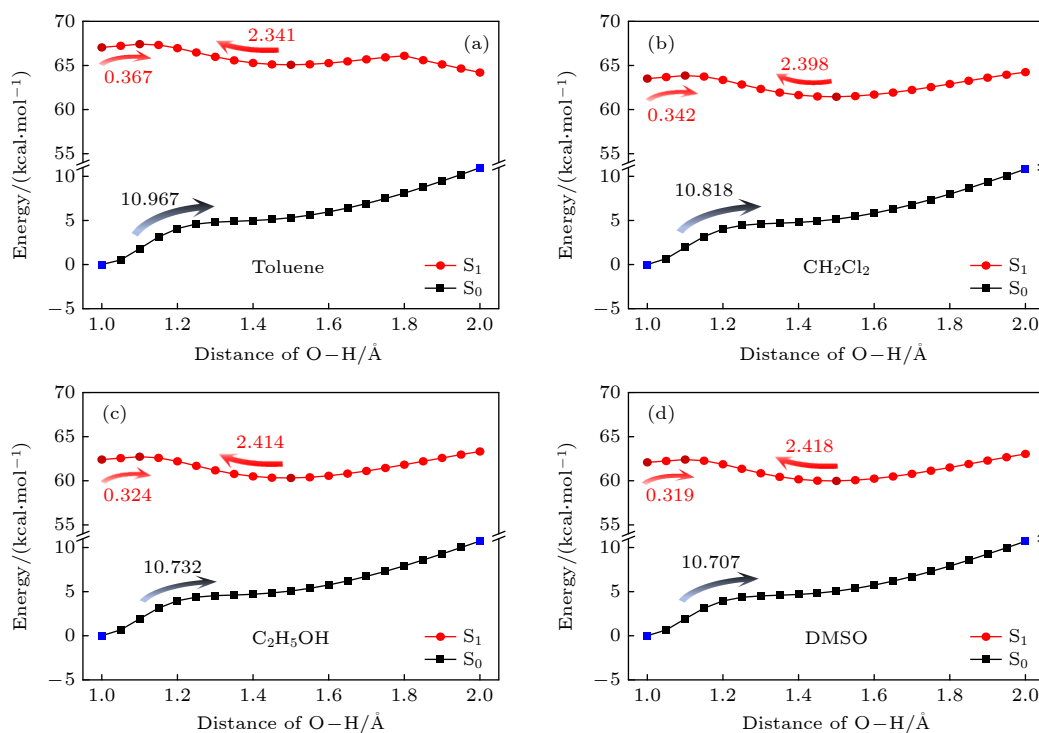 70
65
60
55
10
5
0
−5
Energy/(kcal·mol⁻¹)
(a)
2.341
0.367
10.967
Toluene
S₁
S₀
1.0 1.2 1.4 1.6 1.8 2.0
Distance of O−H/Å
70
65
60
55
10
5
0
−5
Energy/(kcal·mol⁻¹)
(b)
2.398
0.342
10.818
CH₂Cl₂
S₁
S₀
1.0 1.2 1.4 1.6 1.8 2.0
Distance of O−H/Å
70
65
60
55
10
5
0
−5
Energy/(kcal·mol⁻¹)
(c)
2.414
0.324
10.732
C₂H₅OH
S₁
S₀
1.0 1.2 1.4 1.6 1.8 2.0
Distance of O−H/Å
70
65
60
55
10
5
0
−5
Energy/(kcal·mol⁻¹)
(d)
2.418
0.319
10.707
DMSO
S₁
S₀
1.0 1.2 1.4 1.6 1.8 2.0
Distance of O−H/Å